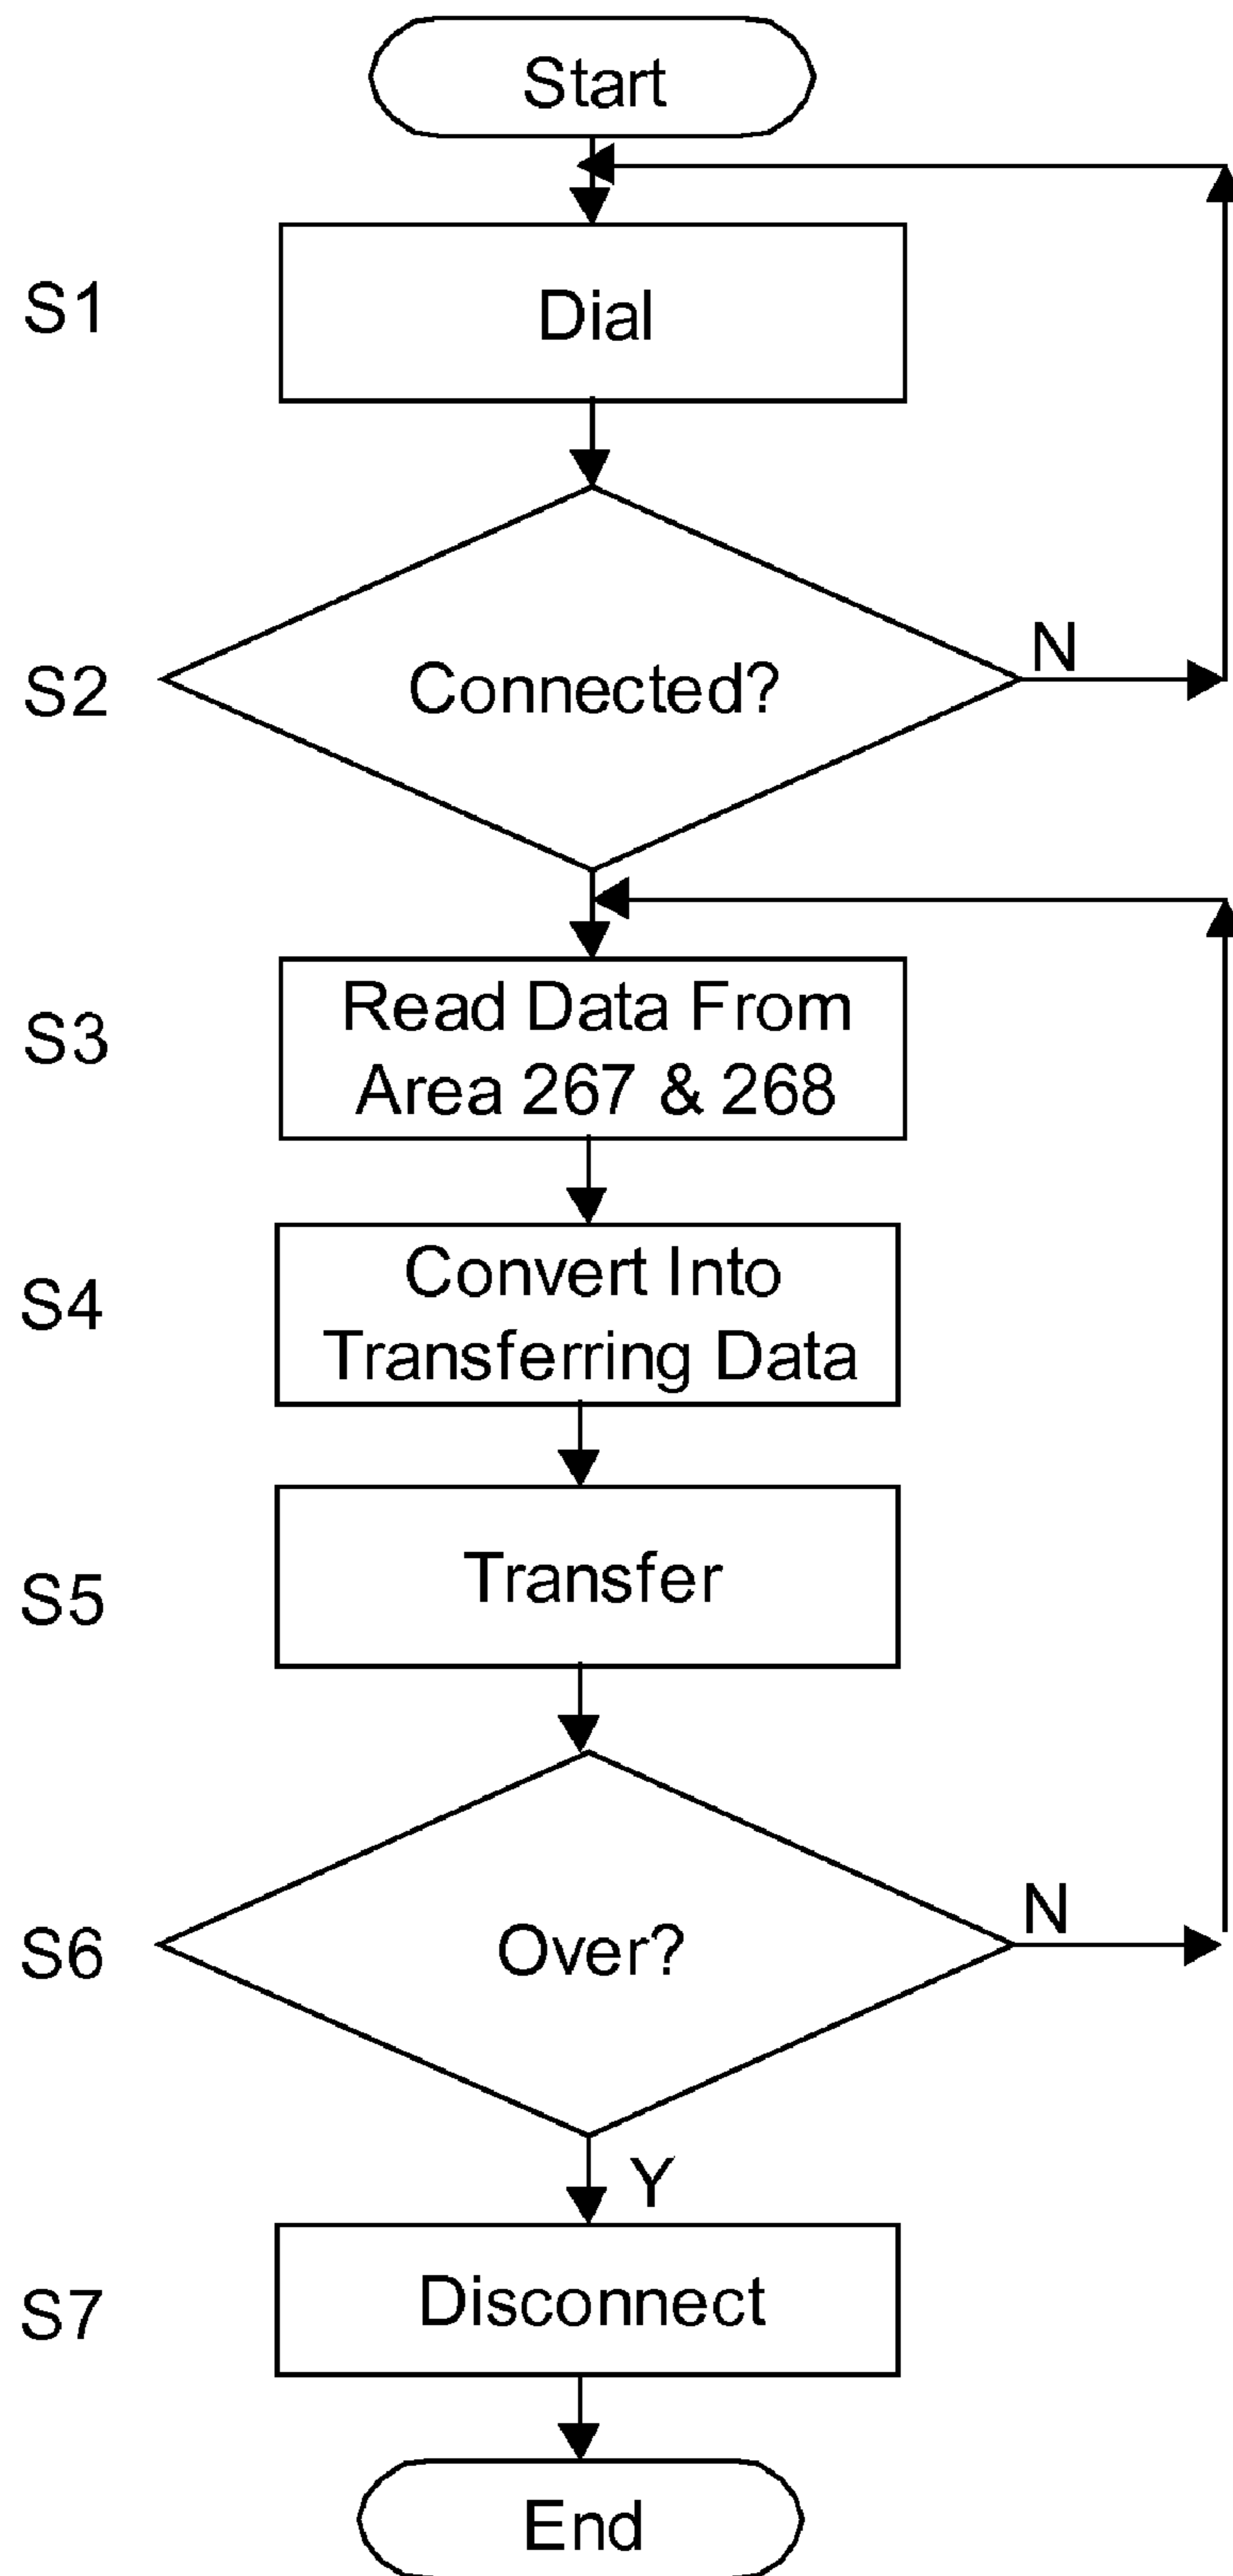 Start
S1
Dial
S2
Connected?
N
S3
Read Data From
Area 267 & 268
S4
Convert Into
Transferring Data
S5
Transfer
S6
Over?
N
Y
S7
Disconnect
End